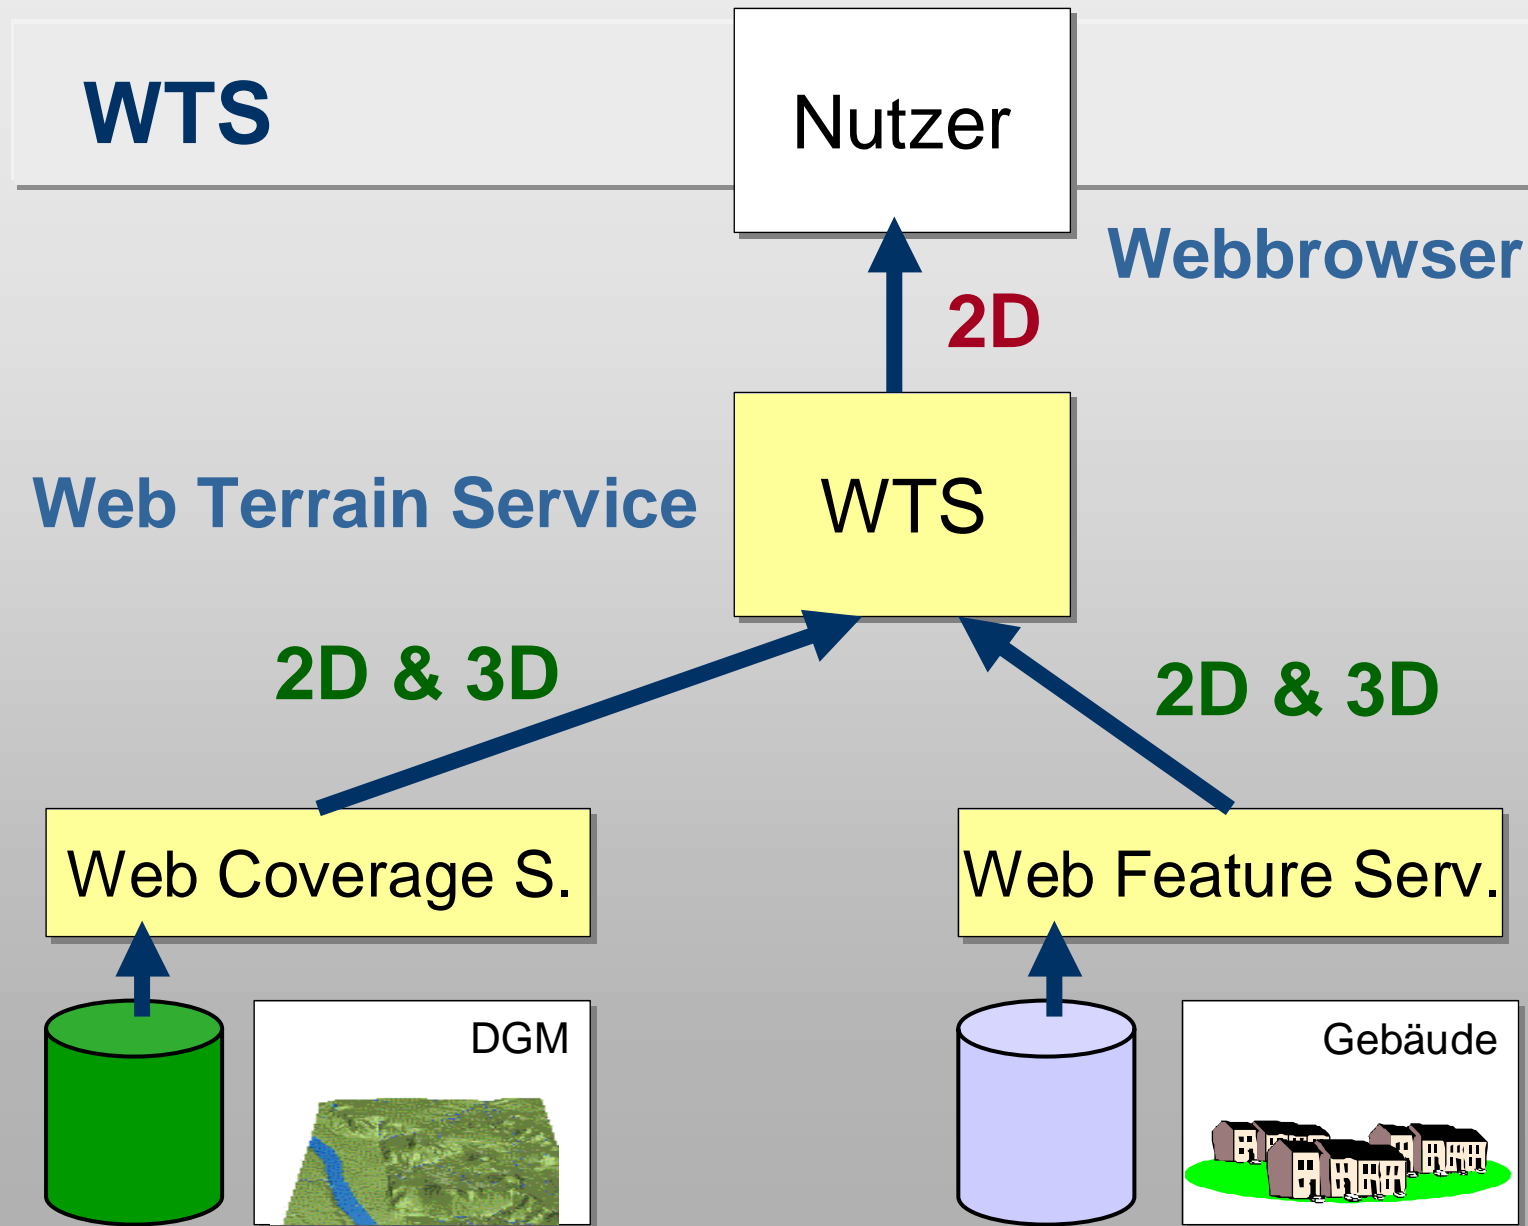 WTS
Nutzer
Webbrowser
2D
Web Terrain Service
WTS
2D & 3D
2D & 3D
Web Coverage S.
Web Feature Serv.
DGM
Gebäude